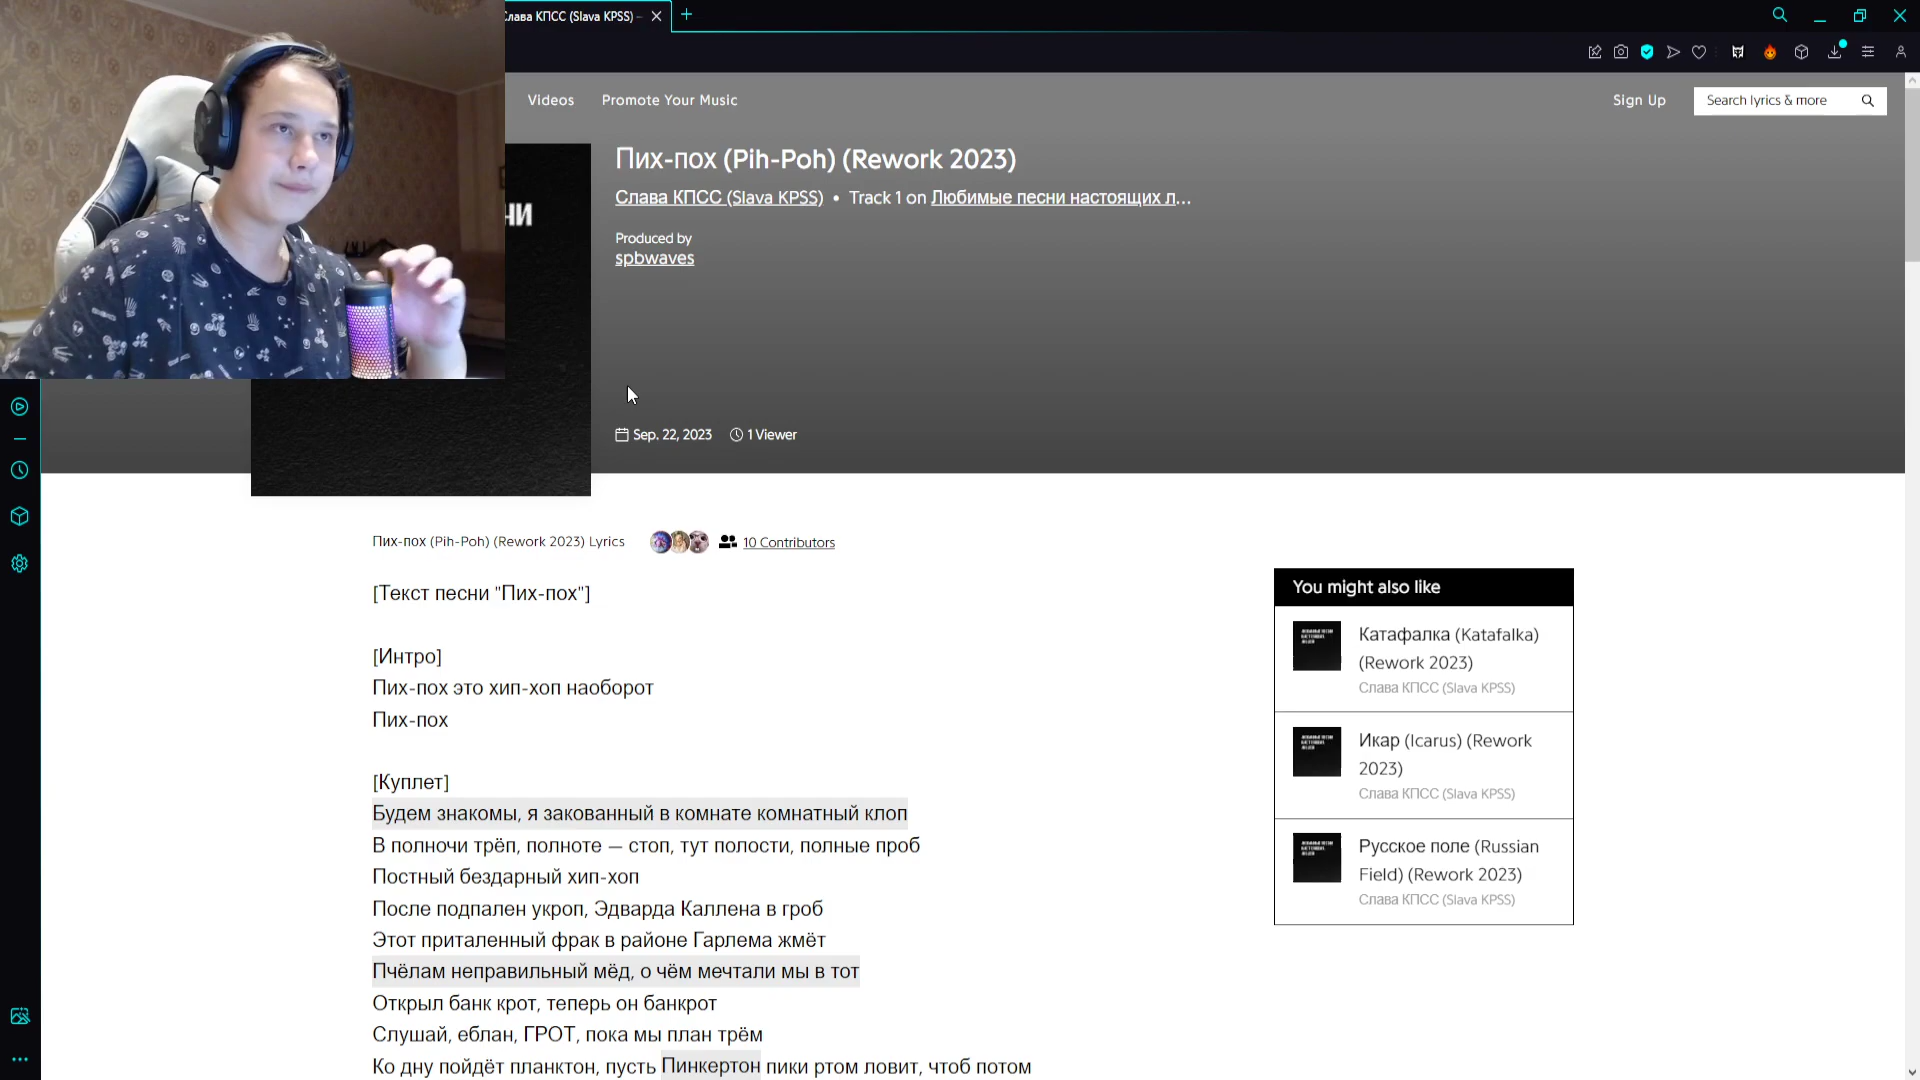 Слава КПСС (Slava KPSS) –
Videos
Promote Your Music
Sign Up
Search lyrics & more
Пих-пох (Pih-Poh) (Rework 2023)
Слава КПСС (Slava KPSS) • Track 1 on Любимые песни настоящих л...
Produced by
spbwaves
Sep. 22, 2023
1 Viewer
Пих-пох (Pih-Poh) (Rework 2023) Lyrics
10 Contributors
[Текст песни "Пих-пох"]
[Интро]
Пих-пох это хип-хоп наоборот
Пих-пох
[Куплет]
Будем знакомы, я закованный в комнате комнатный клоп
В полночи трёп, полноте — стоп, тут полости, полные проб
Постный бездарный хип-хоп
После подпален укроп, Эдварда Каллена в гроб
Этот приталенный фрак в районе Гарлема жмёт
Пчёлам неправильный мёд, о чём мечтали мы в тот
Открыл банк крот, теперь он банкрот
Слушай, еблан, ГРОТ, пока мы план трём
Ко дну пойдёт планктон, пусть Пинкертон пики ртом ловит, чтоб потом
You might also like
Катафалка (Katafalka)
(Rework 2023)
Слава КПСС (Slava KPSS)
Икар (Icarus) (Rework
2023)
Слава КПСС (Slava KPSS)
Русское поле (Russian
Field) (Rework 2023)
Слава КПСС (Slava KPSS)